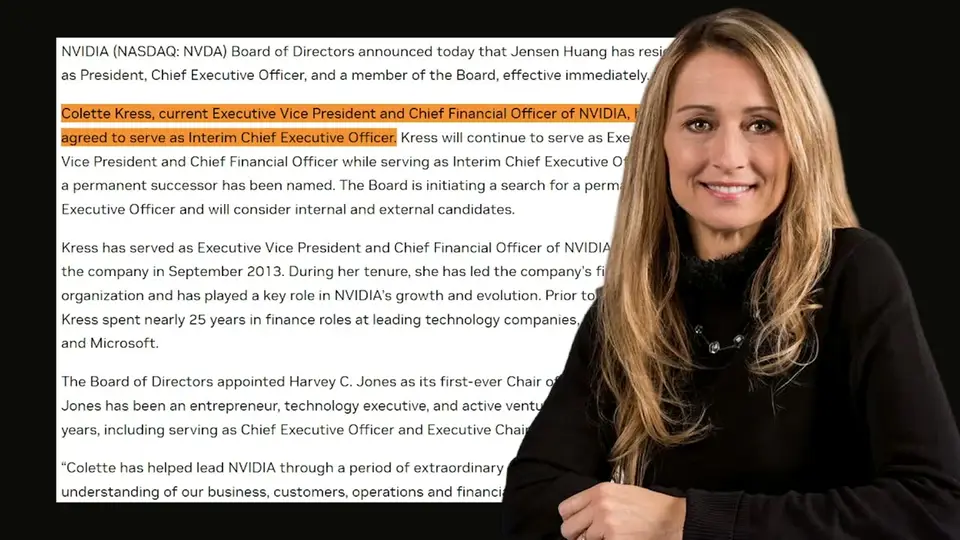 NVIDIA (NASDAQ: NVDA) Board of Directors announced today that Jensen Huang has
as President, Chief Executive Officer, and a member of the Board, effective immediately.
Colette Kress, current Executive Vice President and Chief Financial Officer of NVIDIA,
agreed to serve as Interim Chief Executive Officer. Kress will continue to serve as
Vice President and Chief Financial Officer while serving as Interim Chief Executive
a permanent successor has been named. The Board is initiating a search for a
Executive Officer and will consider internal and external candidates.
Kress has served as Executive Vice President and Chief Financial Officer of NVIDIA
the company in September 2013. During her tenure, she has led the company's
organization and has played a key role in NVIDIA's growth and evolution. Prior
Kress spent nearly 25 years in finance roles at leading technology companies,
and Microsoft.
The Board of Directors appointed Harvey C. Jones as its first-ever Chair
Jones has been an entrepreneur, technology executive, and active
years, including serving as Chief Executive Officer and Executive
“Colette has helped lead NVIDIA through a period of extraordinary
understanding of our business, customers, operations and